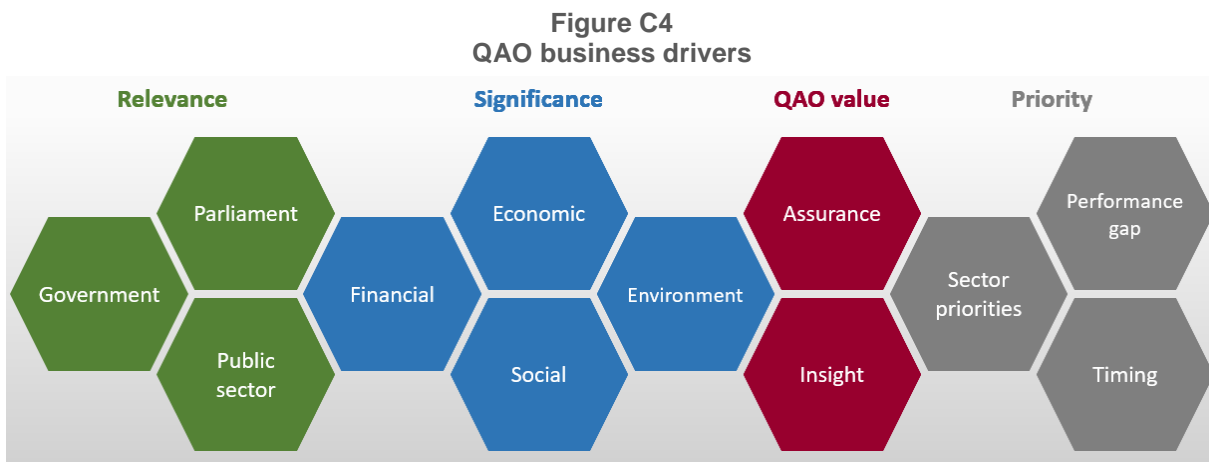 Figure C4
QAO business drivers
Relevance
Significance
QAO value
Priority
Government
Parliament
Public
sector
Financial
Economic
Social
Environment
Assurance
Insight
Sector
priorities
Performance
gap
Timing